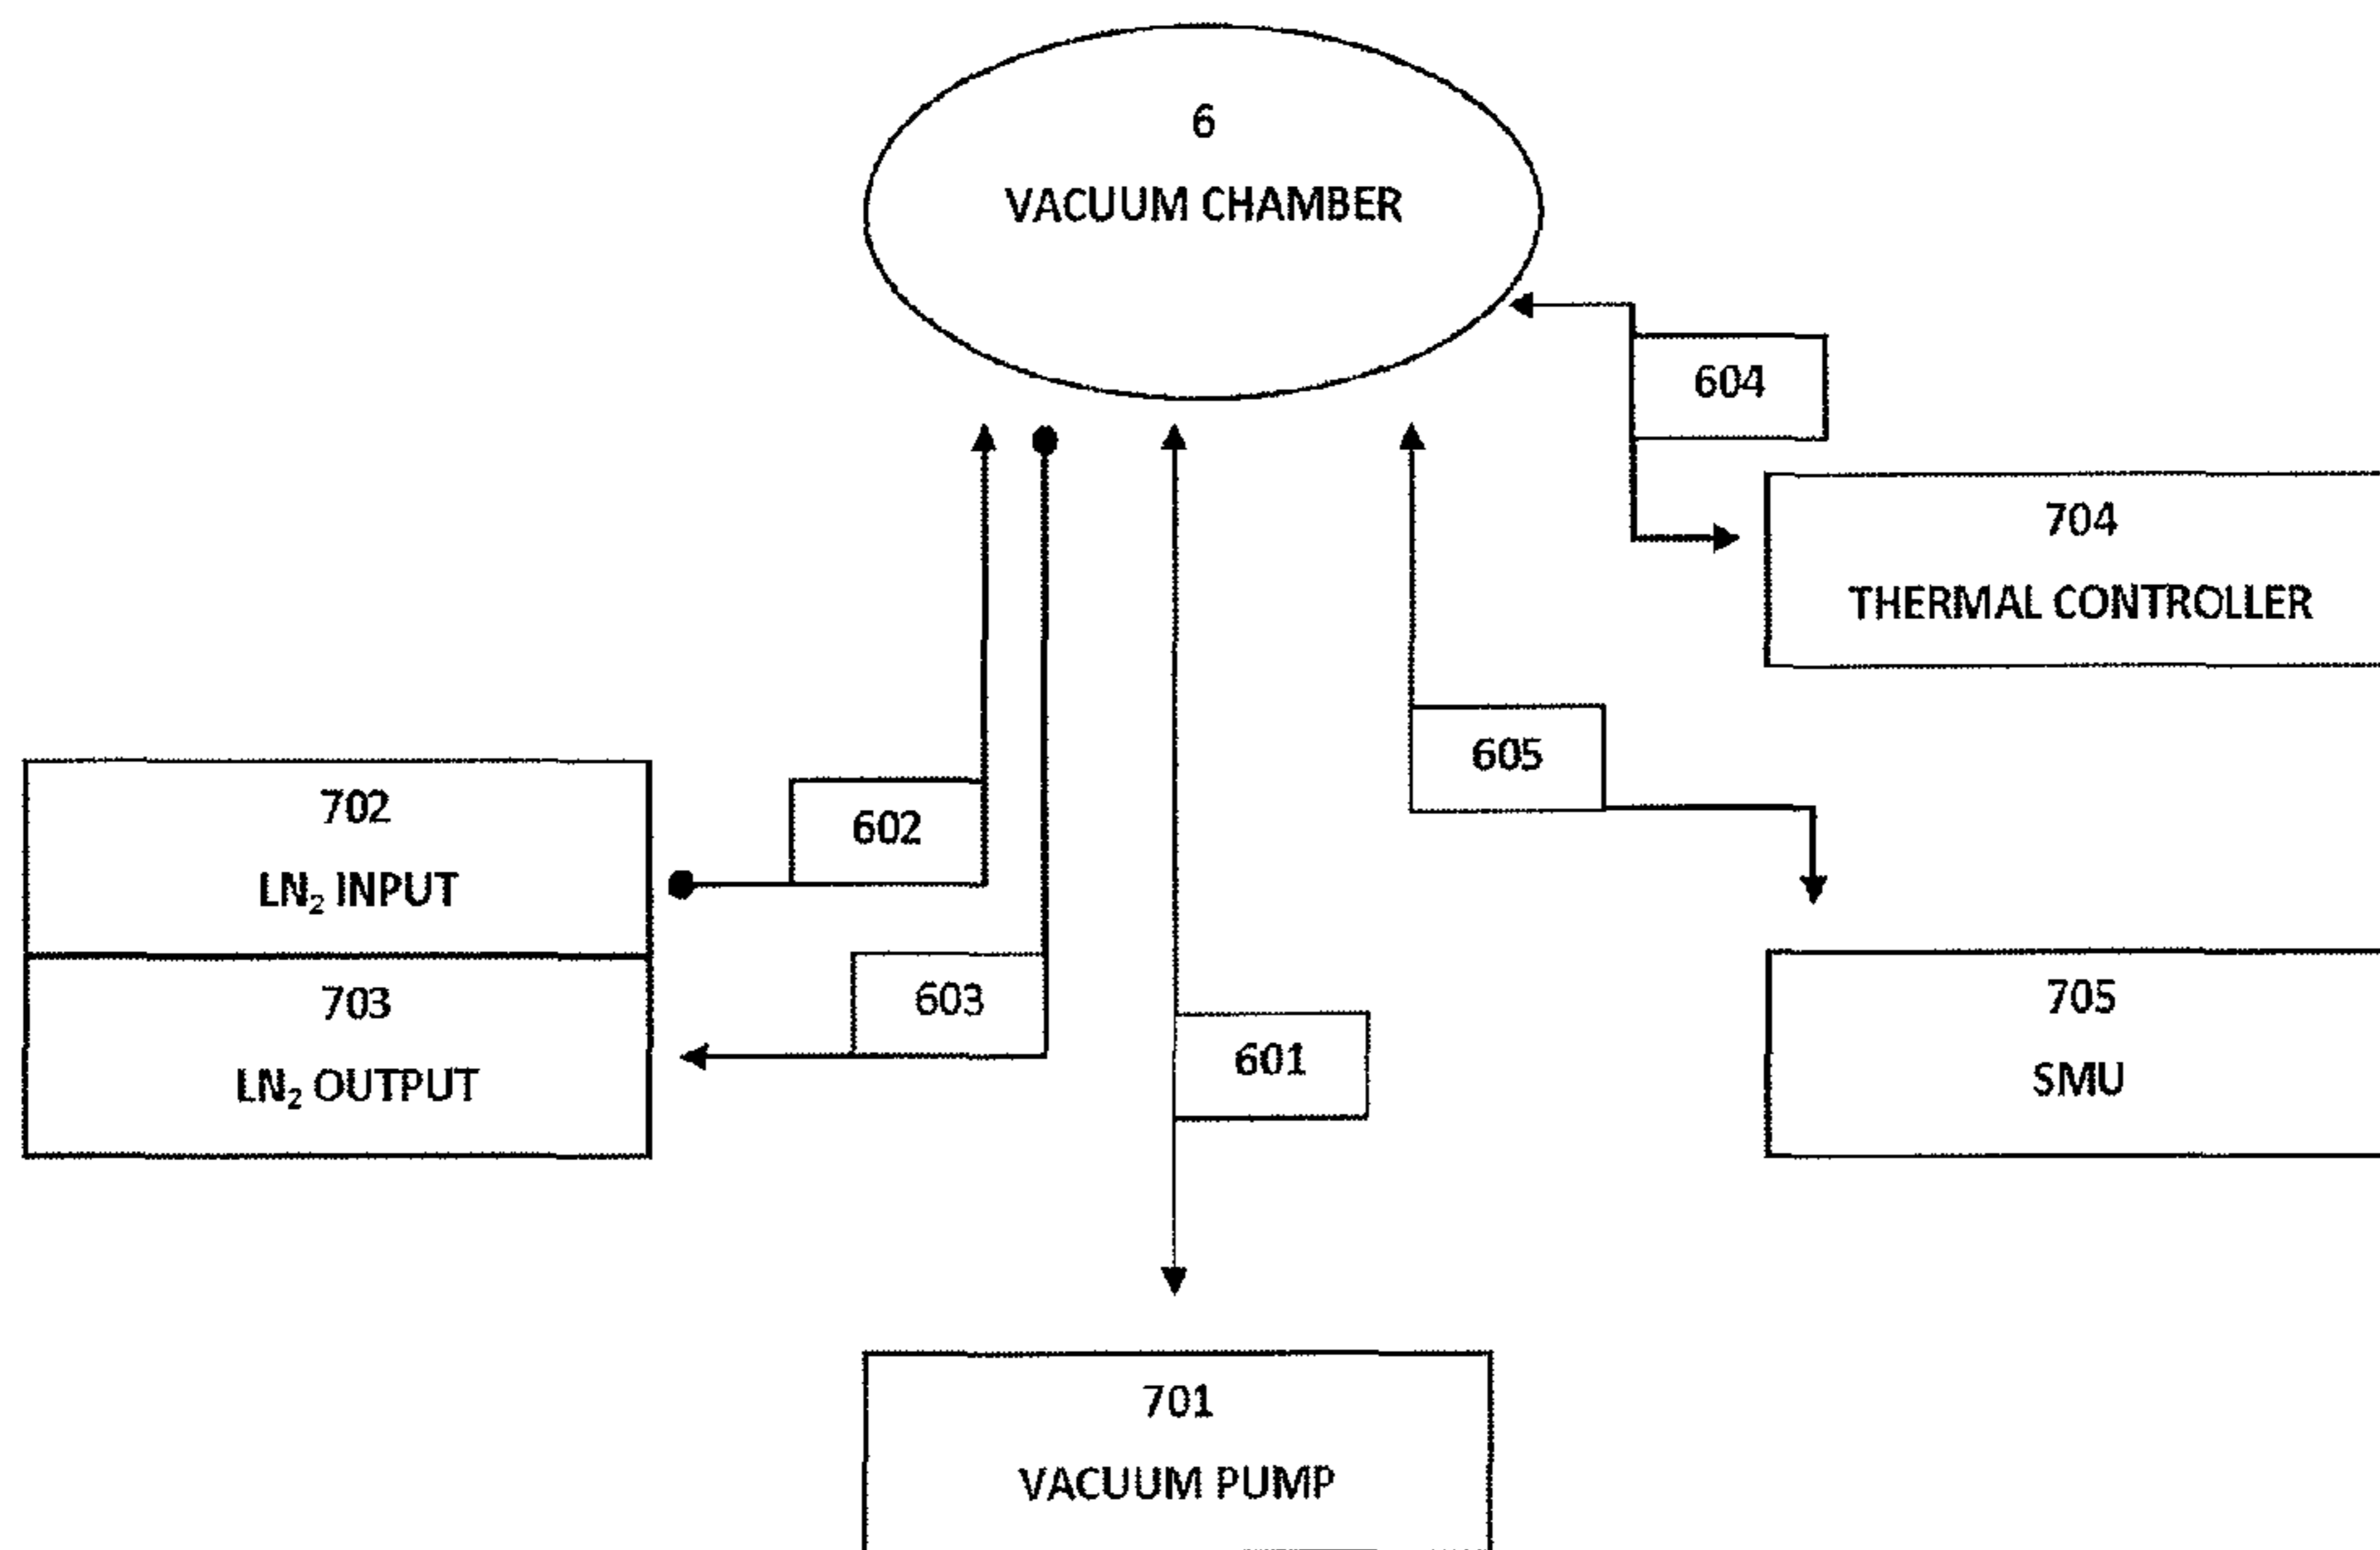 6
VACUUM CHAMBER
604
704
THERMAL CONTROLLER
605
702
LN₂ INPUT
602
703
LN₂ OUTPUT
603
601
705
SMU
701
VACUUM PUMP